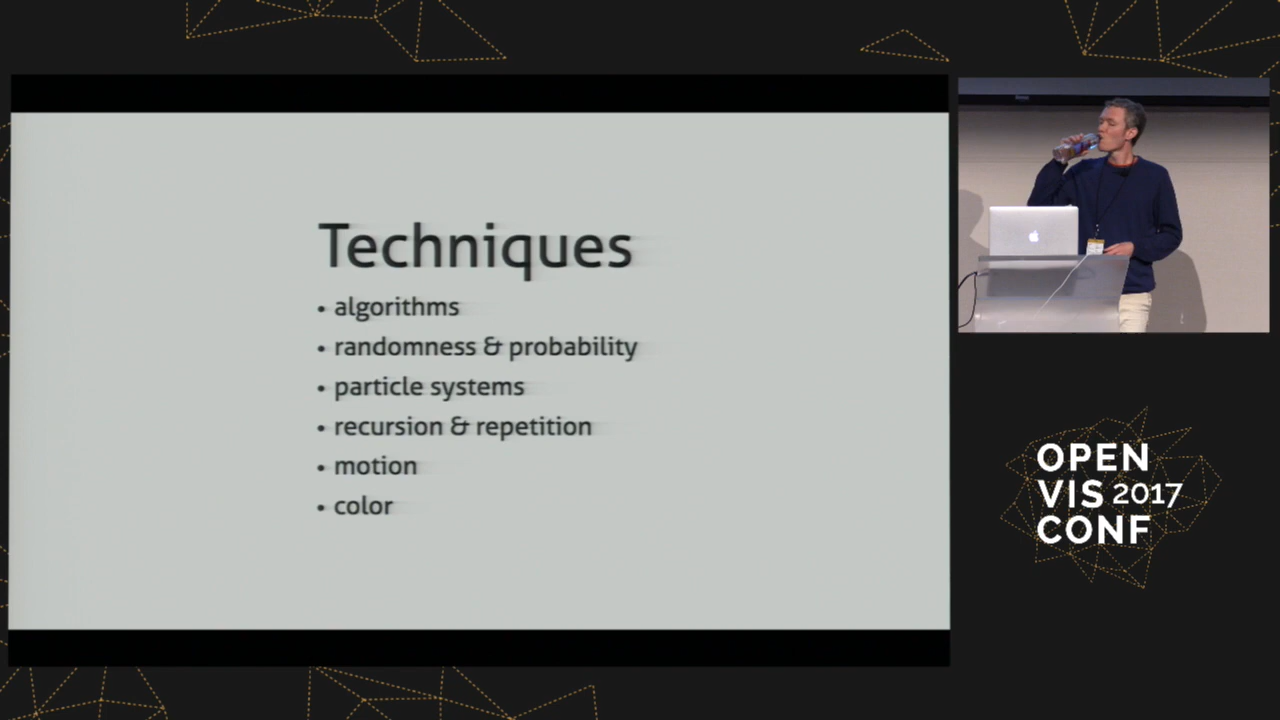 Techniques
• algorithms
• randomness & probability
• particle systems
• recursion & repetition
• motion
• color
OPEN
VIS 2017
CONF